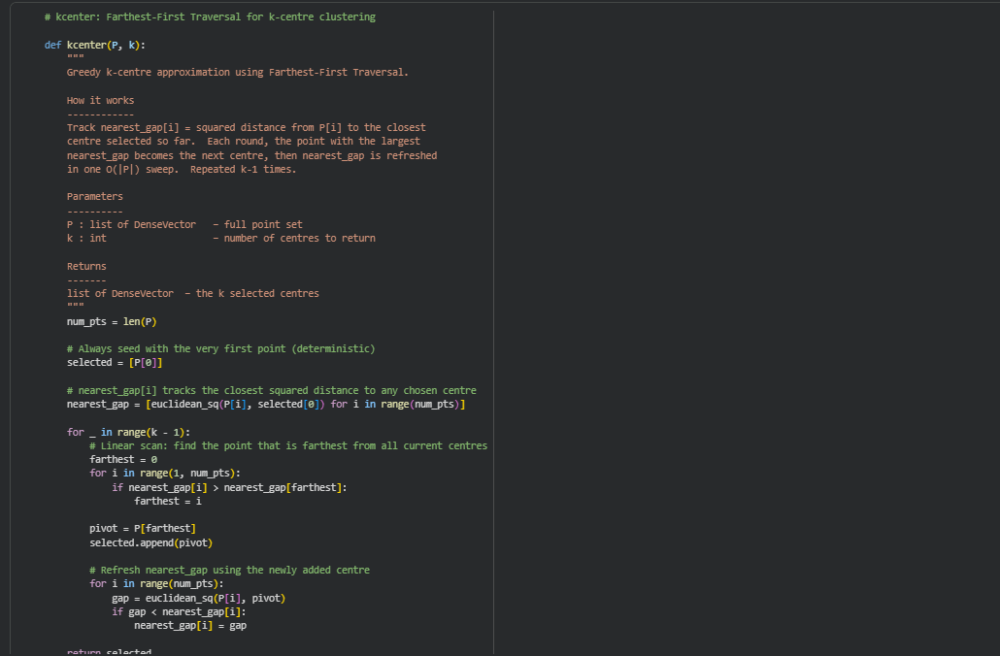 # kcenter: Farthest-First Traversal for k-centre clustering
def kcenter(P, k):
"""
Greedy k-centre approximation using Farthest-First Traversal.
How it works
------------
Track nearest_gap[i] = squared distance from P[i] to the closest
centre selected so far.  Each round, the point with the largest
nearest_gap becomes the next centre, then nearest_gap is refreshed
in one O(|P|) sweep.  Repeated k-1 times.
Parameters
----------
P : list of DenseVector   – full point set
k : int                   – number of centres to return
Returns
-------
list of DenseVector  – the k selected centres
"""
num_pts = len(P)
# Always seed with the very first point (deterministic)
selected = [P[0]]
# nearest_gap[i] tracks the closest squared distance to any chosen centre
nearest_gap = [euclidean_sq(P[i], selected[0]) for i in range(num_pts)]
for _ in range(k - 1):
# Linear scan: find the point that is farthest from all current centres
farthest = 0
for i in range(1, num_pts):
if nearest_gap[i] > nearest_gap[farthest]:
farthest = i
pivot = P[farthest]
selected.append(pivot)
# Refresh nearest_gap using the newly added centre
for i in range(num_pts):
gap = euclidean_sq(P[i], pivot)
if gap < nearest_gap[i]:
nearest_gap[i] = gap
return selected